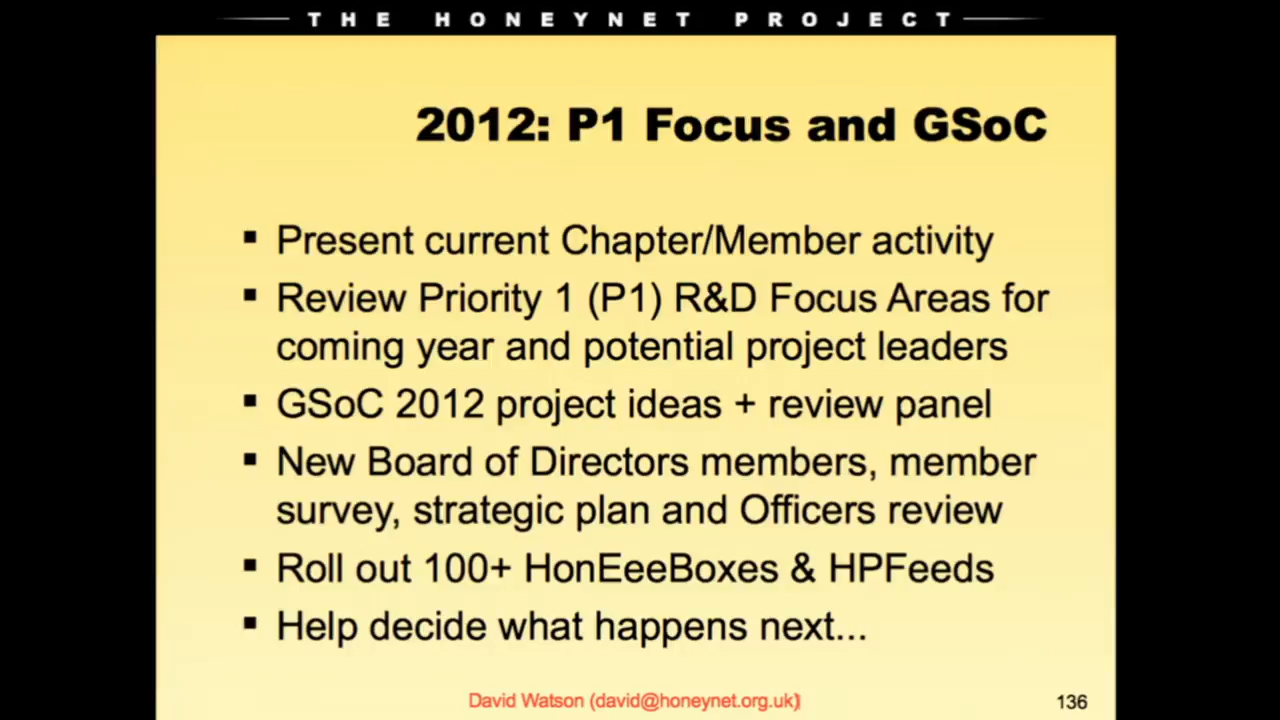 THE HONEYNET PROJECT
2012: P1 Focus and GSoC
▪ Present current Chapter/Member activity
▪ Review Priority 1 (P1) R&D Focus Areas for
coming year and potential project leaders
▪ GSoC 2012 project ideas + review panel
▪ New Board of Directors members, member
survey, strategic plan and Officers review
▪ Roll out 100+ HonEeeBoxes & HPFeeds
▪ Help decide what happens next...
David Watson (david@honeynet.org.uk)
136